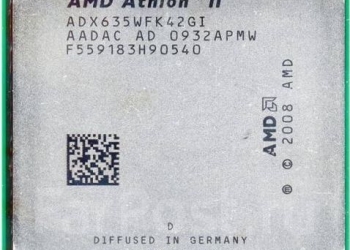 AMD Athlon II
ADX635WFK42GI
AADAC AD 0932APMW
F559183H90540
AMD
© 2008 AMD
D
DIFFUSED IN GERMANY